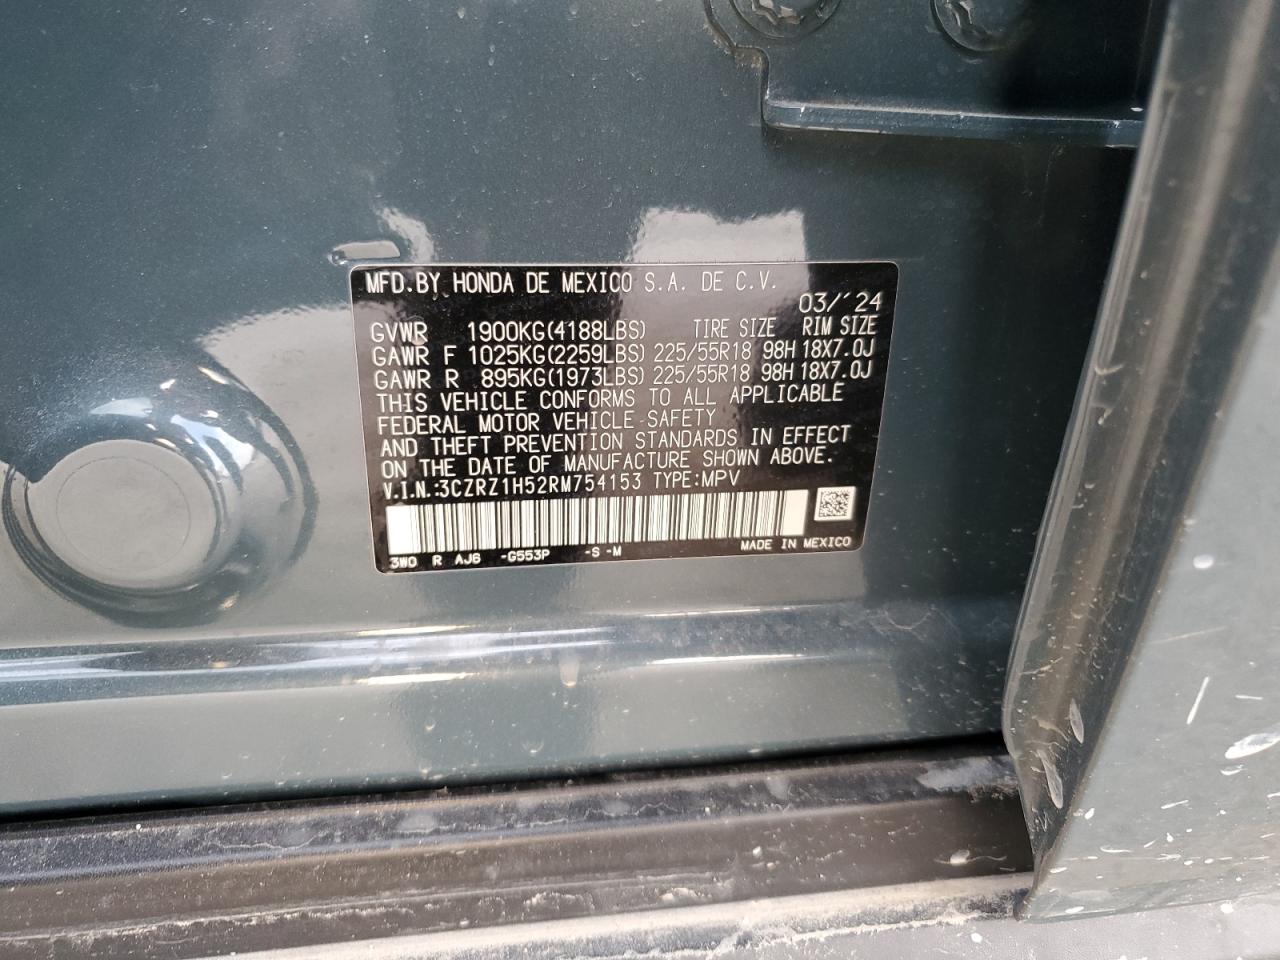 MFD.BY HONDA DE MEXICO S.A. DE C.V.
03/'24
GVWR 1900KG(4188LBS) TIRE SIZE RIM SIZE
GAWR F 1025KG(2259LBS) 225/55R18 98H 18X7.0J
GAWR R 895KG(1973LBS) 225/55R18 98H 18X7.0J
THIS VEHICLE CONFORMS TO ALL APPLICABLE
FEDERAL MOTOR VEHICLE SAFETY
AND THEFT PREVENTION STANDARDS IN EFFECT
ON THE DATE OF MANUFACTURE SHOWN ABOVE.
V.I.N.:3CZRZ1H52RM754153 TYPE:MPV
3W0 R AJ6 -G553P -S -M MADE IN MEXICO